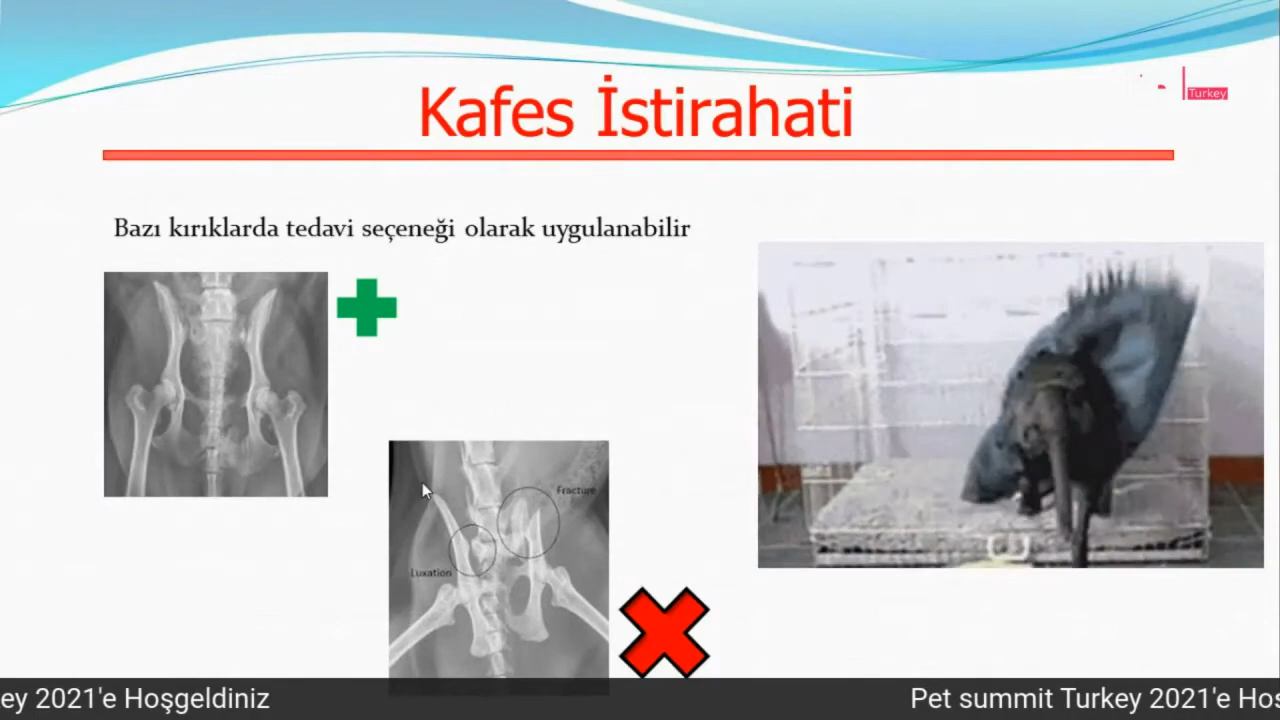 Kafes İstirahati
Turkey
Bazı kırıklarda tedavi seçeneği olarak uygulanabilir
Fracture
Luxation
ey 2021'e Hoşgeldiniz
Pet summit Turkey 2021'e Hoş